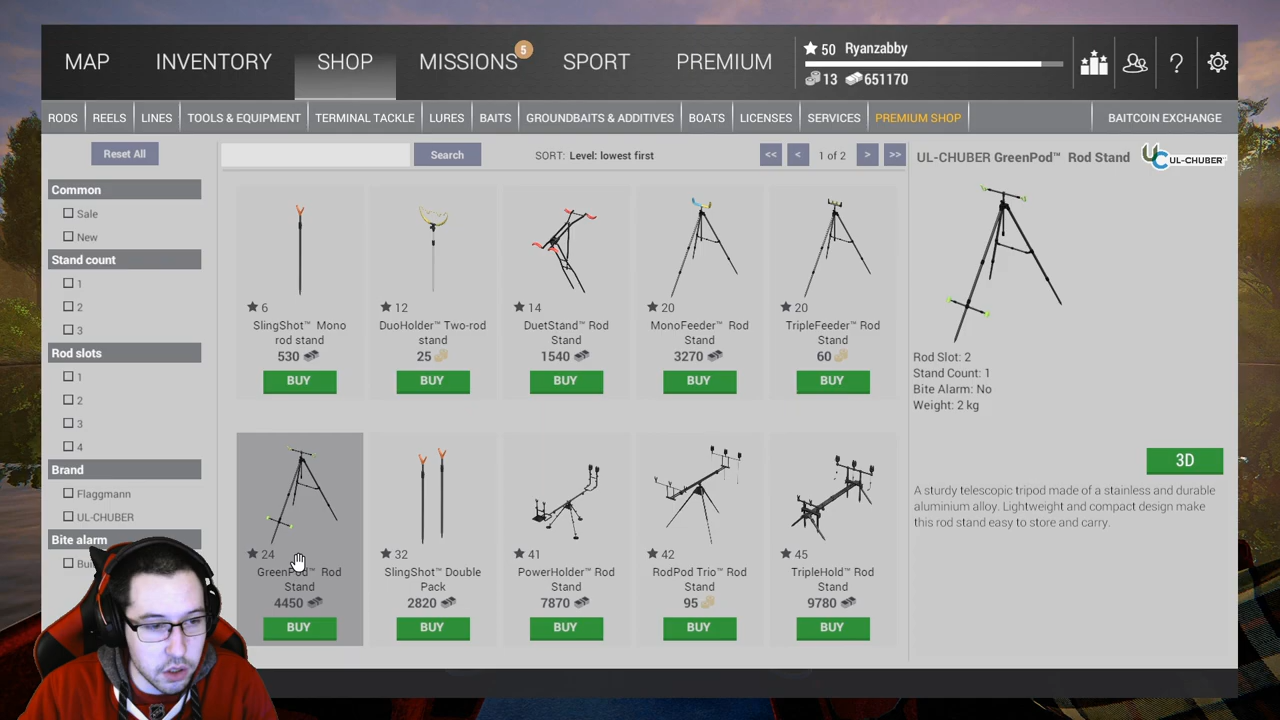 MAP INVENTORY SHOP MISSIONS 5 SPORT PREMIUM 50 Ryanzabby
13 651170
RODS REELS LINES TOOLS & EQUIPMENT TERMINAL TACKLE LURES BAITS GROUNDBAITS & ADDITIVES BOATS LICENSES SERVICES PREMIUM SHOP BAITCOIN EXCHANGE
Reset All
Search
SORT: Level: lowest first
<< < 1 of 2 > >>
Common
Sale
New
Stand count
1
2
3
Rod slots
1
2
3
4
Brand
Flaggmann
UL-CHUBER
Bite alarm
6
SlingShot™ Mono
rod stand
530
BUY
12
DuoHolder™ Two-rod
stand
25
BUY
14
DuetStand™ Rod
Stand
1540
BUY
20
MonoFeeder™ Rod
Stand
3270
BUY
20
TripleFeeder™ Rod
Stand
60
BUY
24
GreenPod™ Rod
Stand
4450
BUY
32
SlingShot™ Double
Pack
2820
BUY
41
PowerHolder™ Rod
Stand
7870
BUY
42
RodPod Trio™ Rod
Stand
95
BUY
45
TripleHold™ Rod
Stand
9780
BUY
UL-CHUBER GreenPod™ Rod Stand
UL-CHUBER
Rod Slot: 2
Stand Count: 1
Bite Alarm: No
Weight: 2 kg
3D
A sturdy telescopic tripod made of a stainless and durable
aluminium alloy. Lightweight and compact design make
this rod stand easy to store and carry.